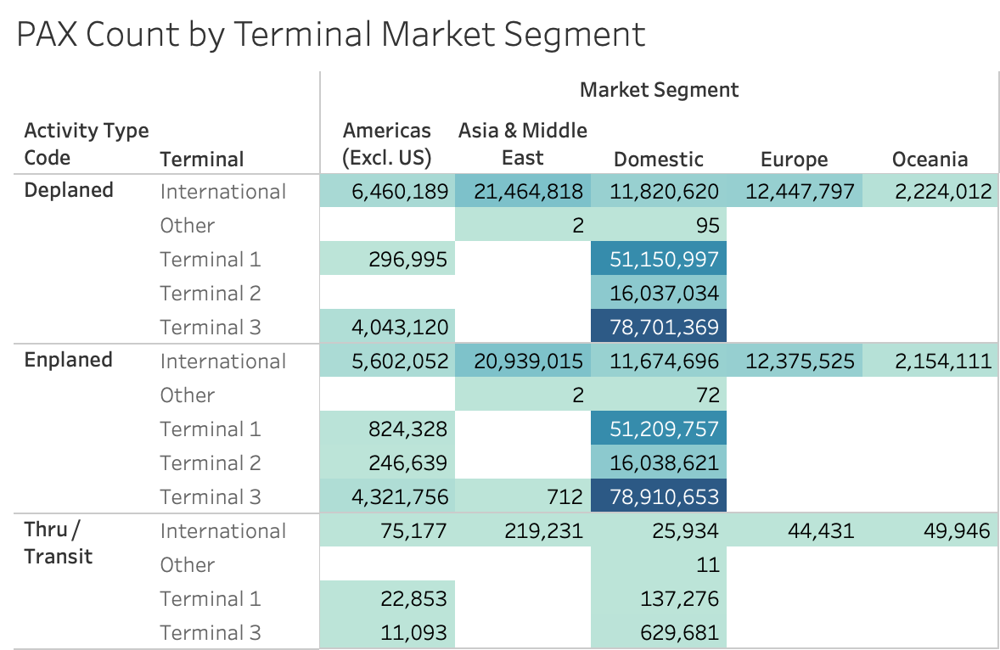 PAX Count by Terminal Market Segment
Market Segment
Activity Type Code Terminal Americas (Excl. US) Asia & Middle East Domestic Europe Oceania
Deplaned International 6,460,189 21,464,818 11,820,620 12,447,797 2,224,012
Other 2 95
Terminal 1 296,995 51,150,997
Terminal 2 16,037,034
Terminal 3 4,043,120 78,701,369
Enplaned International 5,602,052 20,939,015 11,674,696 12,375,525 2,154,111
Other 2 72
Terminal 1 824,328 51,209,757
Terminal 2 246,639 16,038,621
Terminal 3 4,321,756 712 78,910,653
Thru / Transit International 75,177 219,231 25,934 44,431 49,946
Other 11
Terminal 1 22,853 137,276
Terminal 3 11,093 629,681